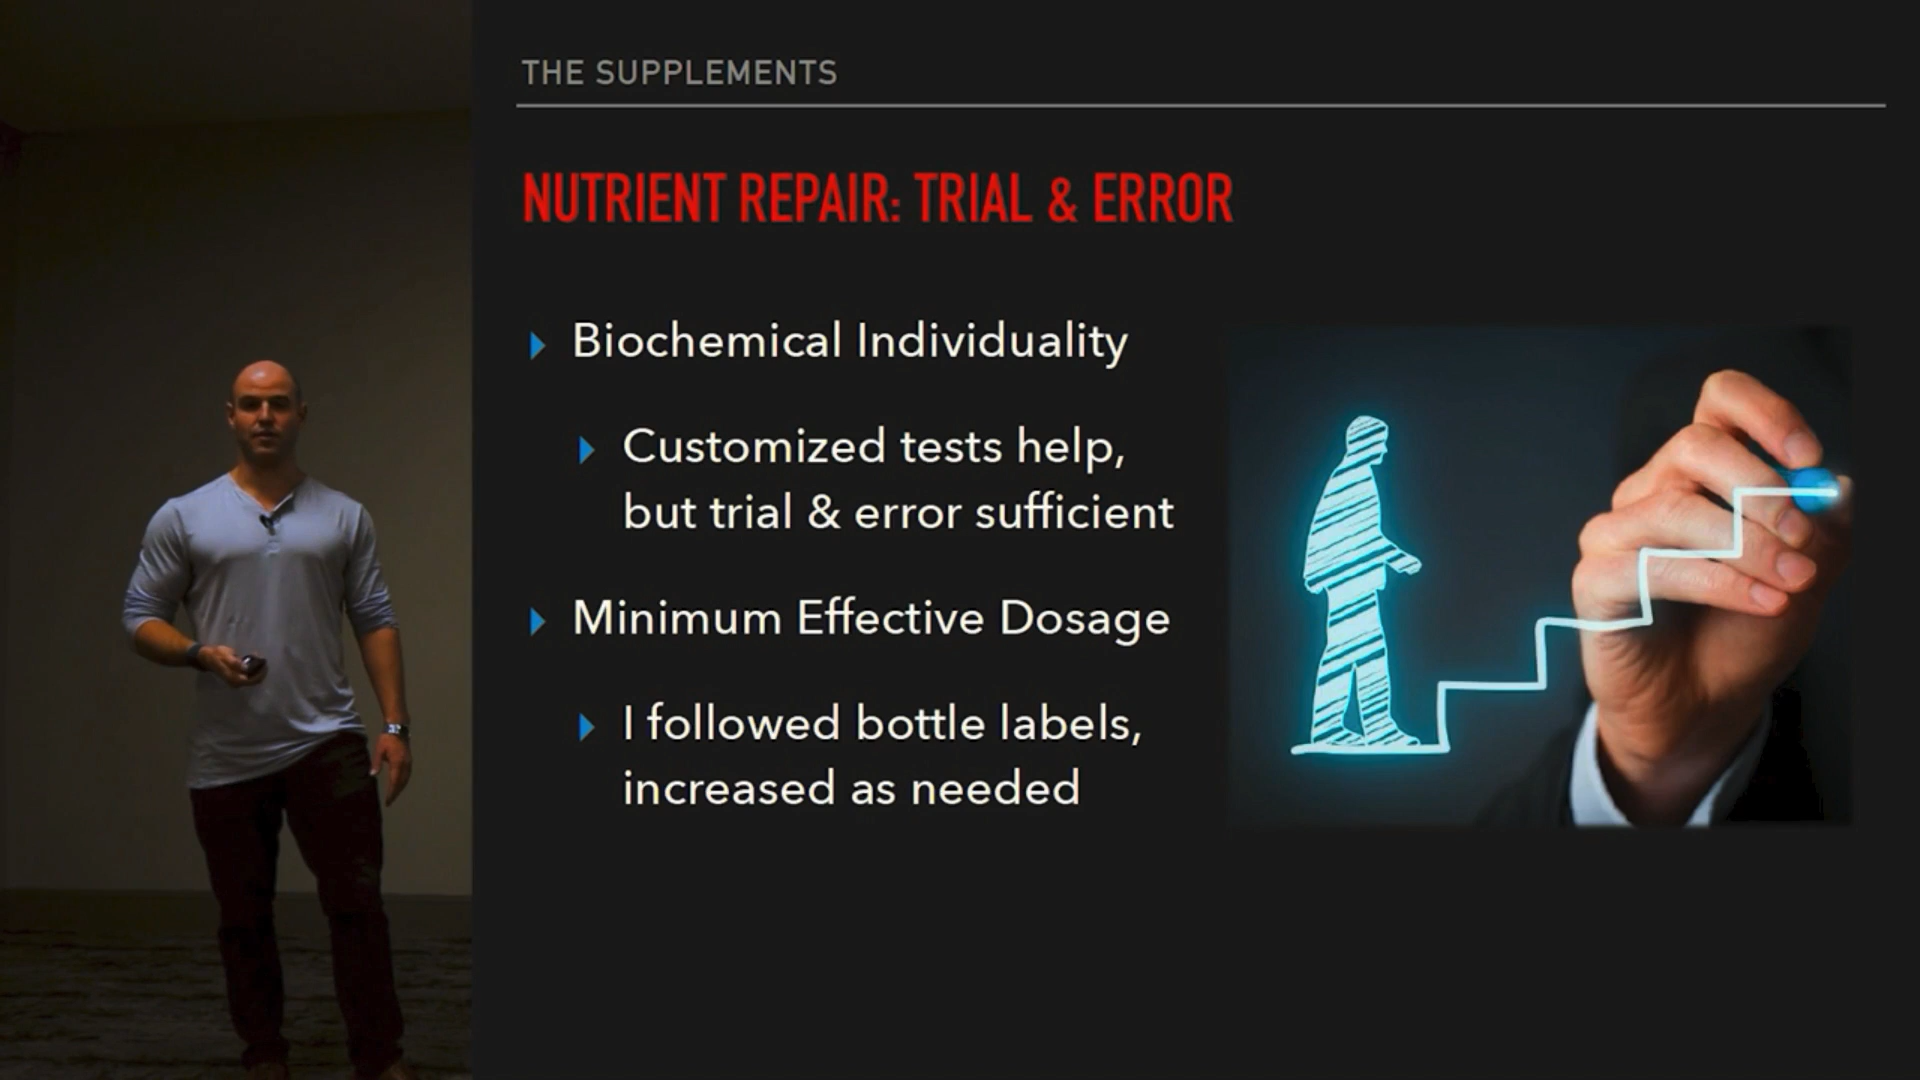 THE SUPPLEMENTS
NUTRIENT REPAIR: TRIAL & ERROR
Biochemical Individuality
Customized tests help,
but trial & error sufficient
Minimum Effective Dosage
I followed bottle labels,
increased as needed